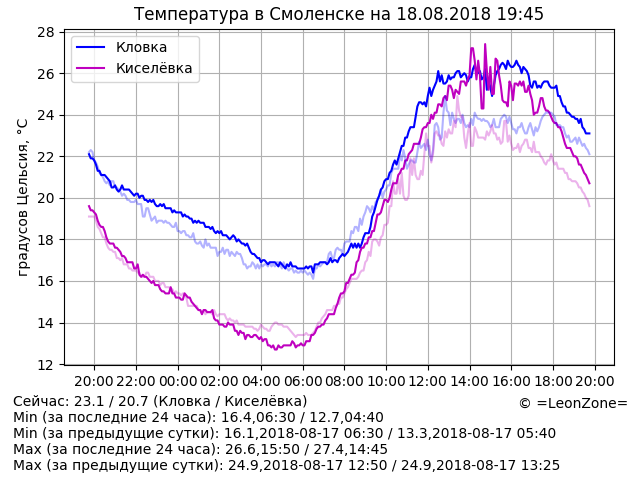 Температура в Смоленске на 18.08.2018 19:45
Кловка
Киселёвка
градусов Цельсия, °C
28
26
24
22
20
18
16
14
12
20:00 22:00 00:00 02:00 04:00 06:00 08:00 10:00 12:00 14:00 16:00 18:00 20:00
Сейчас: 23.1 / 20.7 (Кловка / Киселёвка)
© =LeonZone=
Min (за последние 24 часа): 16.4,06:30 / 12.7,04:40
Min (за предыдущие сутки): 16.1,2018-08-17 06:30 / 13.3,2018-08-17 05:40
Max (за последние 24 часа): 26.6,15:50 / 27.4,14:45
Max (за предыдущие сутки): 24.9,2018-08-17 12:50 / 24.9,2018-08-17 13:25